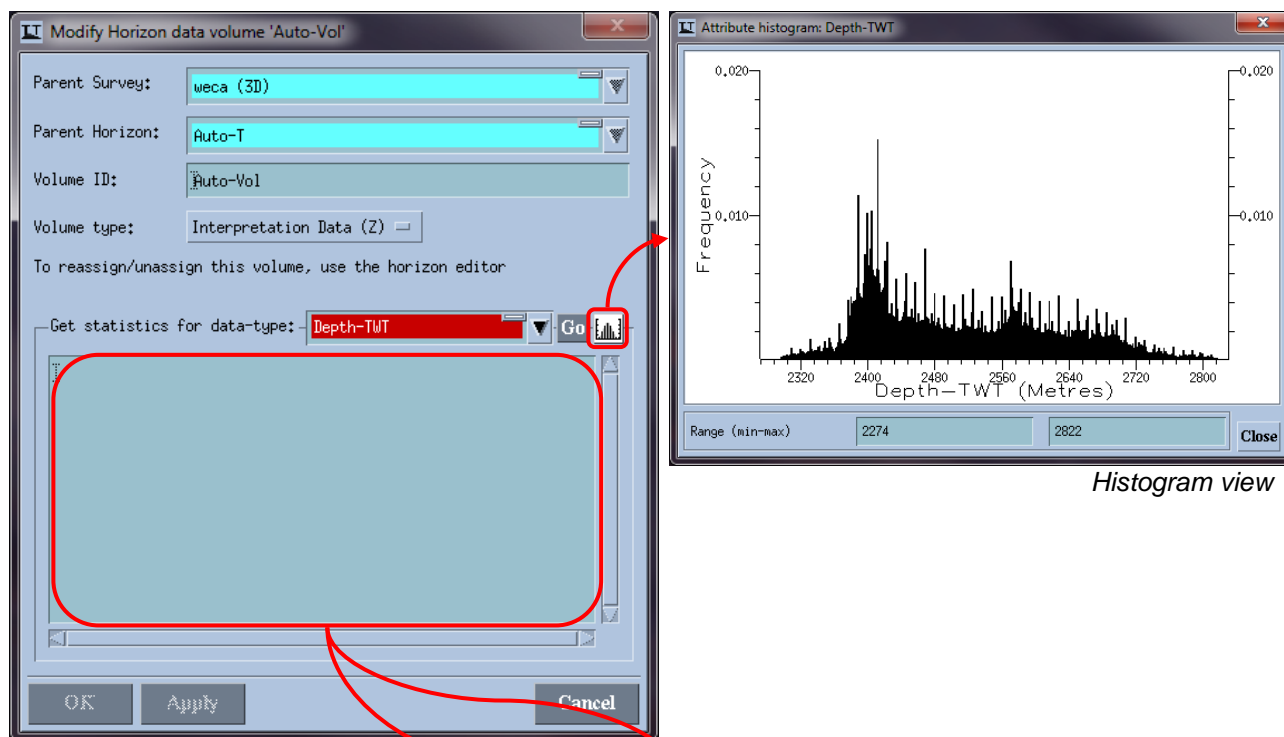 Modify Horizon data volume 'Auto-Vol'
Parent Survey: weca (3D)
Parent Horizon: Auto-T
Volume ID: Auto-Vol
Volume type: Interpretation Data (Z)
To reassign/unassign this volume, use the horizon editor
Get statistics for data-type: Depth-TWT Go
OK Apply Cancel
Attribute histogram: Depth-TWT
0.020 0.020
Frequency
0.010 0.010
2320 2400 2480 2560 2640 2720 2800
Depth-TWT (Metres)
Range (min-max) 2274 2822 Close
Histogram view